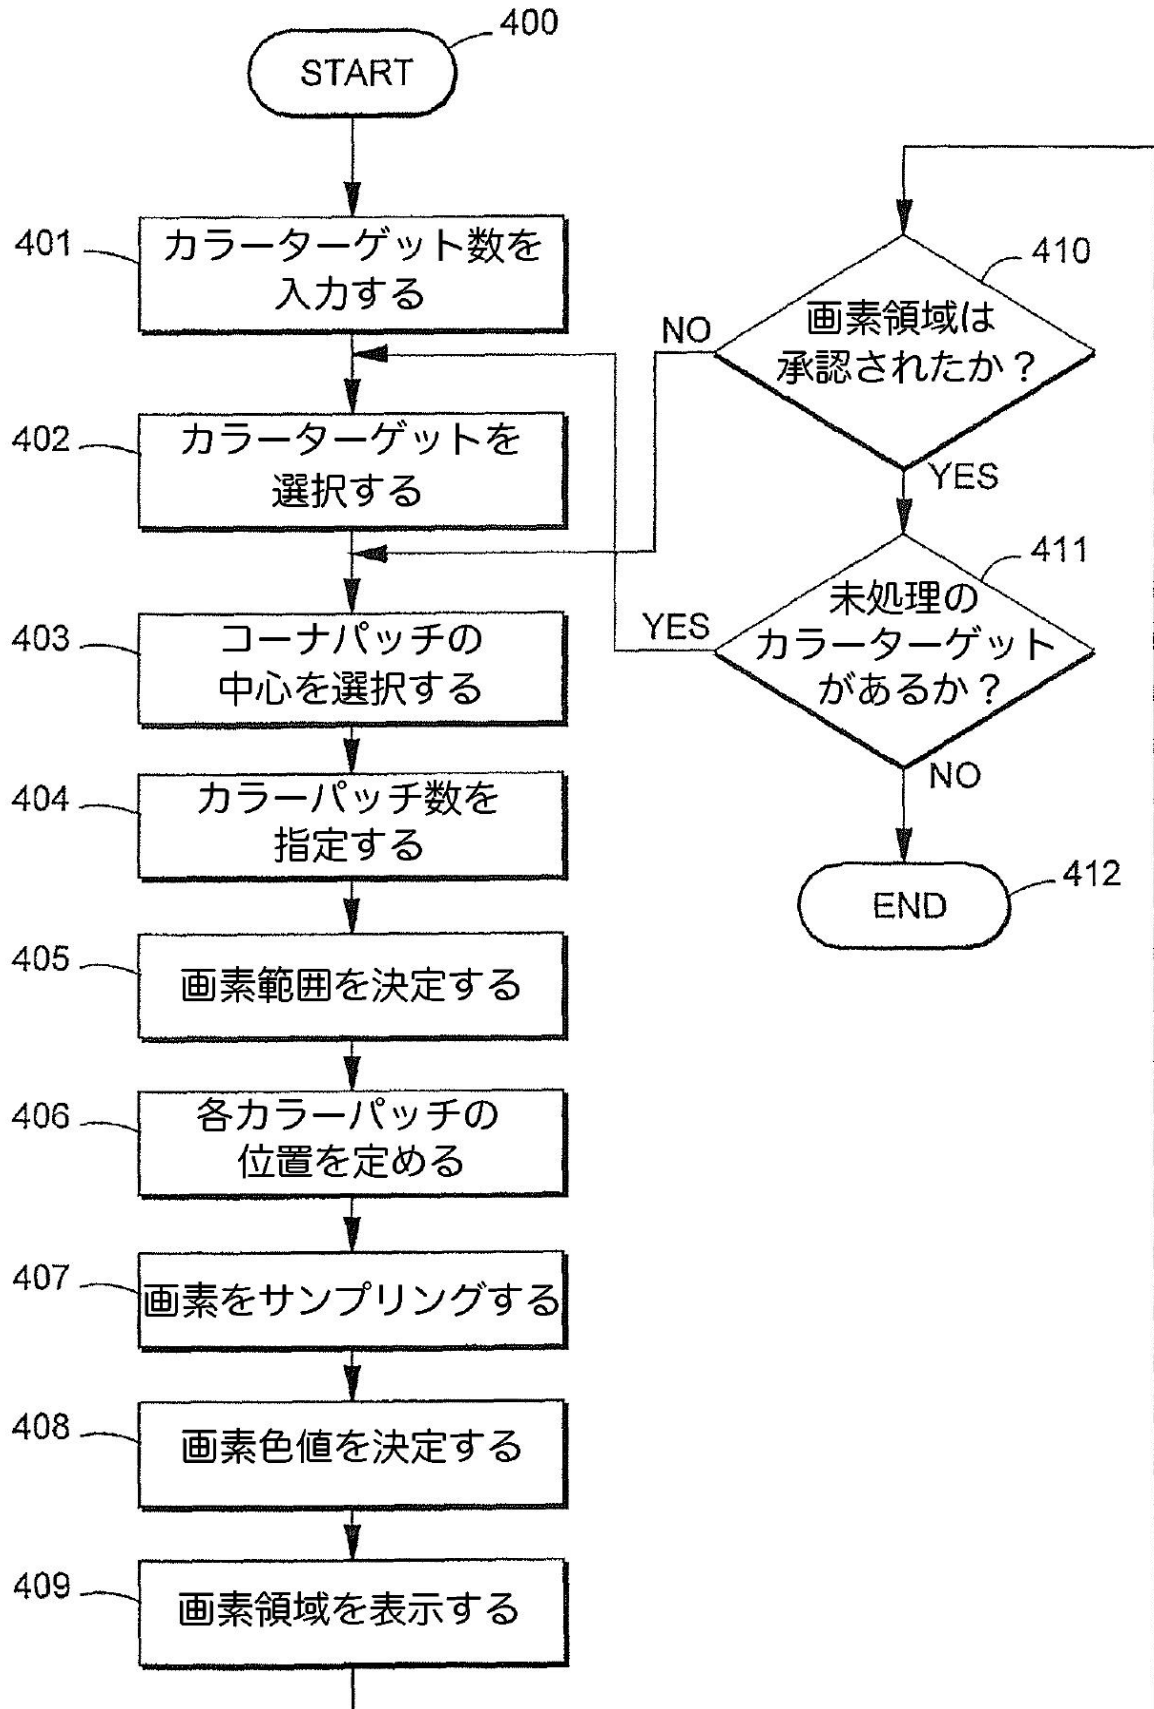 400
START
401
カラーターゲット数を
入力する
402
カラーターゲットを
選択する
403
コーナパッチの
中心を選択する
404
カラーパッチ数を
指定する
405
画素範囲を決定する
406
各カラーパッチの
位置を定める
407
画素をサンプリングする
408
画素色値を決定する
409
画素領域を表示する
410
画素領域は
承認されたか？
NO
YES
411
未処理の
カラーターゲット
があるか？
YES
NO
412
END